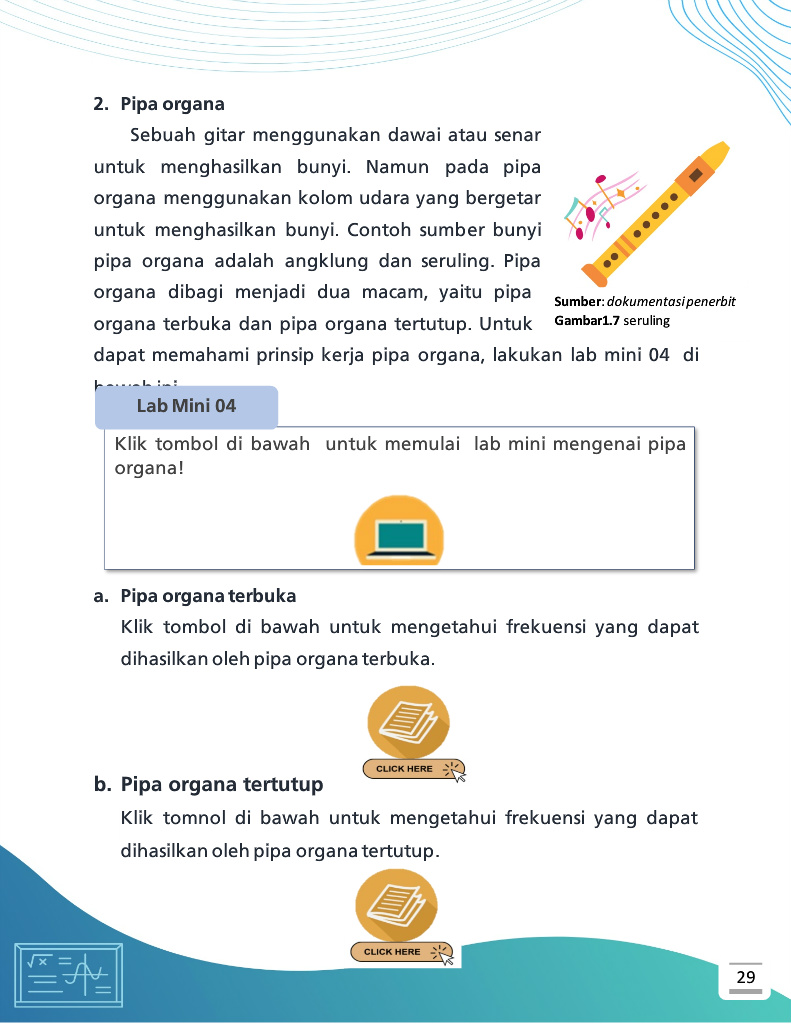 2. Pipa organa
Sebuah gitar menggunakan dawai atau senar
untuk menghasilkan bunyi. Namun pada pipa
organa menggunakan kolom udara yang bergetar
untuk menghasilkan bunyi. Contoh sumber bunyi
pipa organa adalah angklung dan seruling. Pipa
organa dibagi menjadi dua macam, yaitu pipa
organa terbuka dan pipa organa tertutup. Untuk
dapat memahami prinsip kerja pipa organa, lakukan lab mini 04 di
bawah ini
Sumber: dokumentasi penerbit
Gambar1.7 seruling
Lab Mini 04
Klik tombol di bawah untuk memulai lab mini mengenai pipa
organa!
a. Pipa organa terbuka
Klik tombol di bawah untuk mengetahui frekuensi yang dapat
dihasilkan oleh pipa organa terbuka.
CLICK HERE
b. Pipa organa tertutup
Klik tomnol di bawah untuk mengetahui frekuensi yang dapat
dihasilkan oleh pipa organa tertutup.
CLICK HERE
√x
29